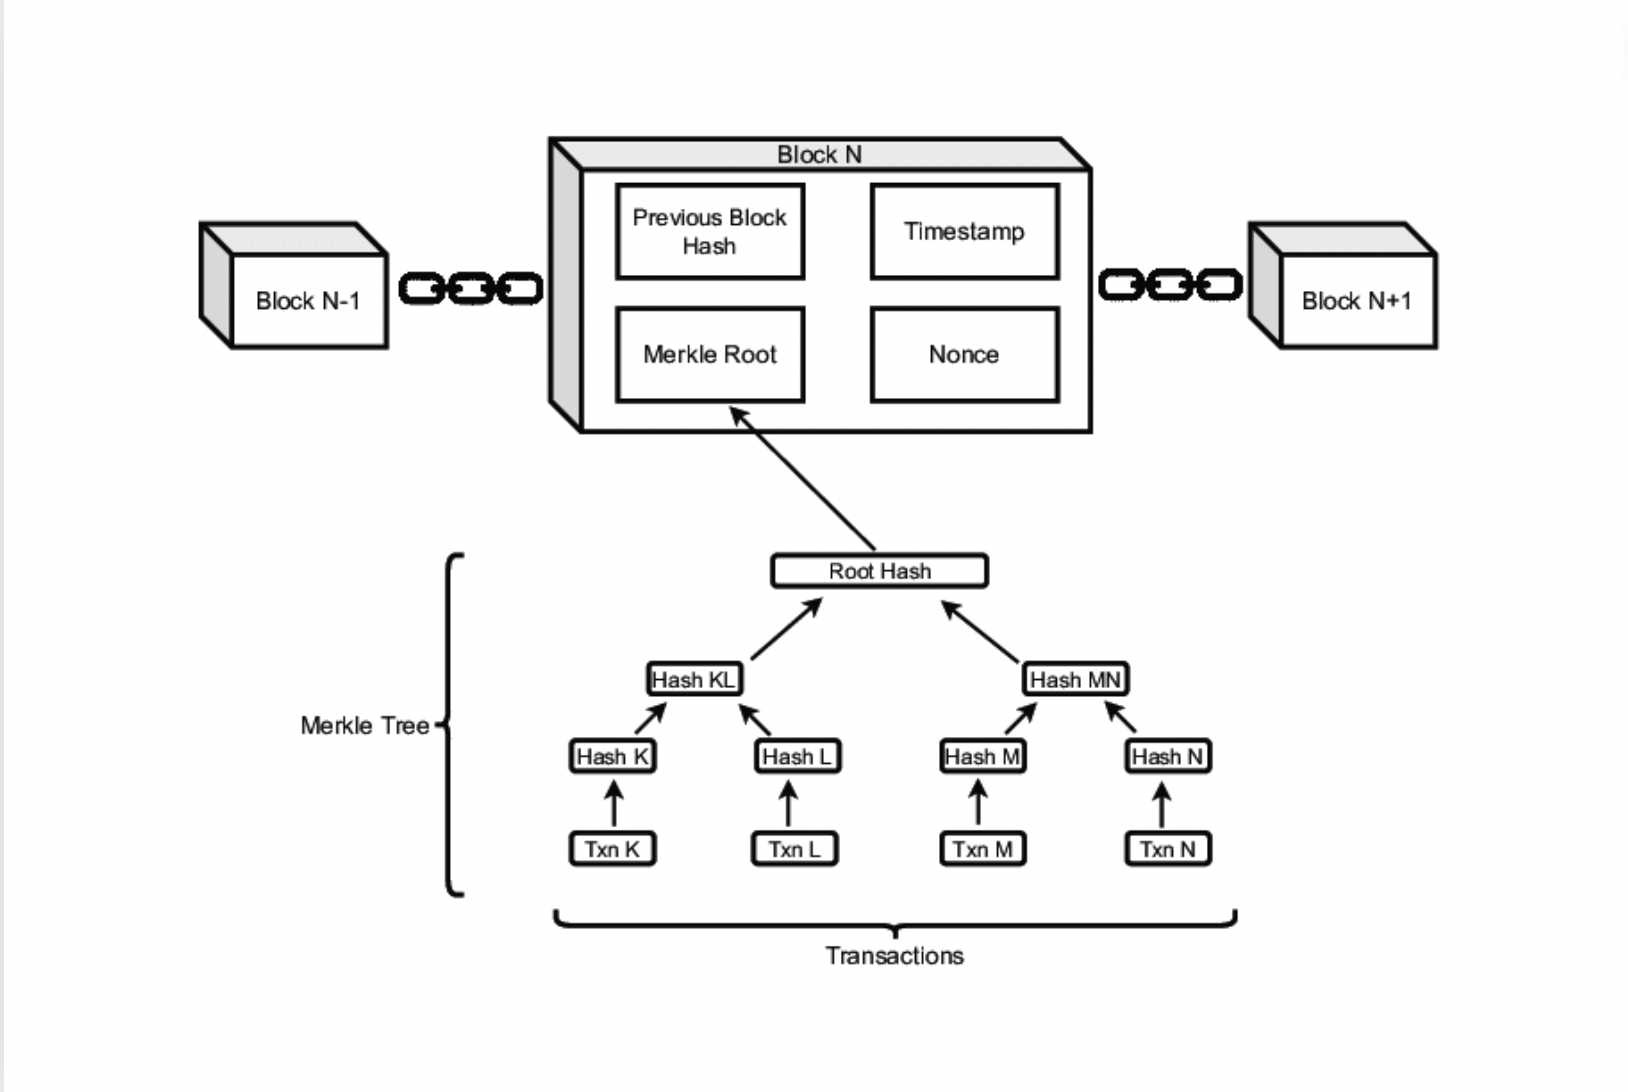 Block N
Previous Block
Hash
Timestamp
Block N-1
Block N+1
Merkle Root
Nonce
Root Hash
Hash KL
Hash MN
Merkle Tree
Hash K
Hash L
Hash M
Hash N
Txn K
Txn L
Txn M
Txn N
Transactions